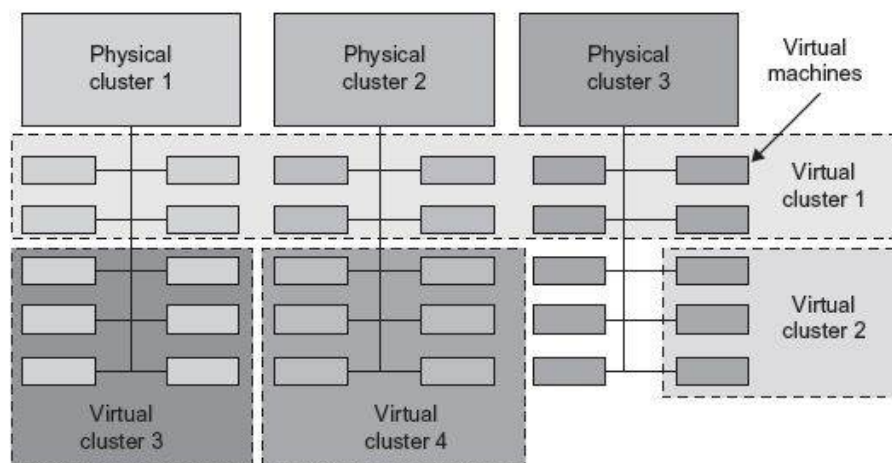 Physical
cluster 1
Physical
cluster 2
Physical
cluster 3
Virtual
machines
Virtual
cluster 1
Virtual
cluster 2
Virtual
cluster 3
Virtual
cluster 4